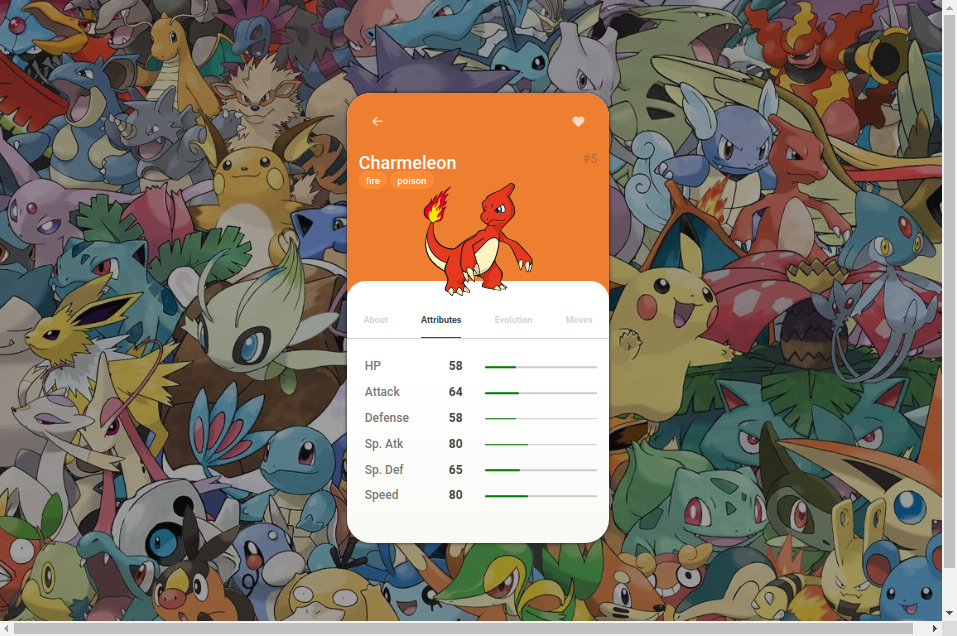 Charmeleon
#5
fire poison
About Attributes Evolution Moves
HP 58
Attack 64
Defense 58
Sp. Atk 80
Sp. Def 65
Speed 80